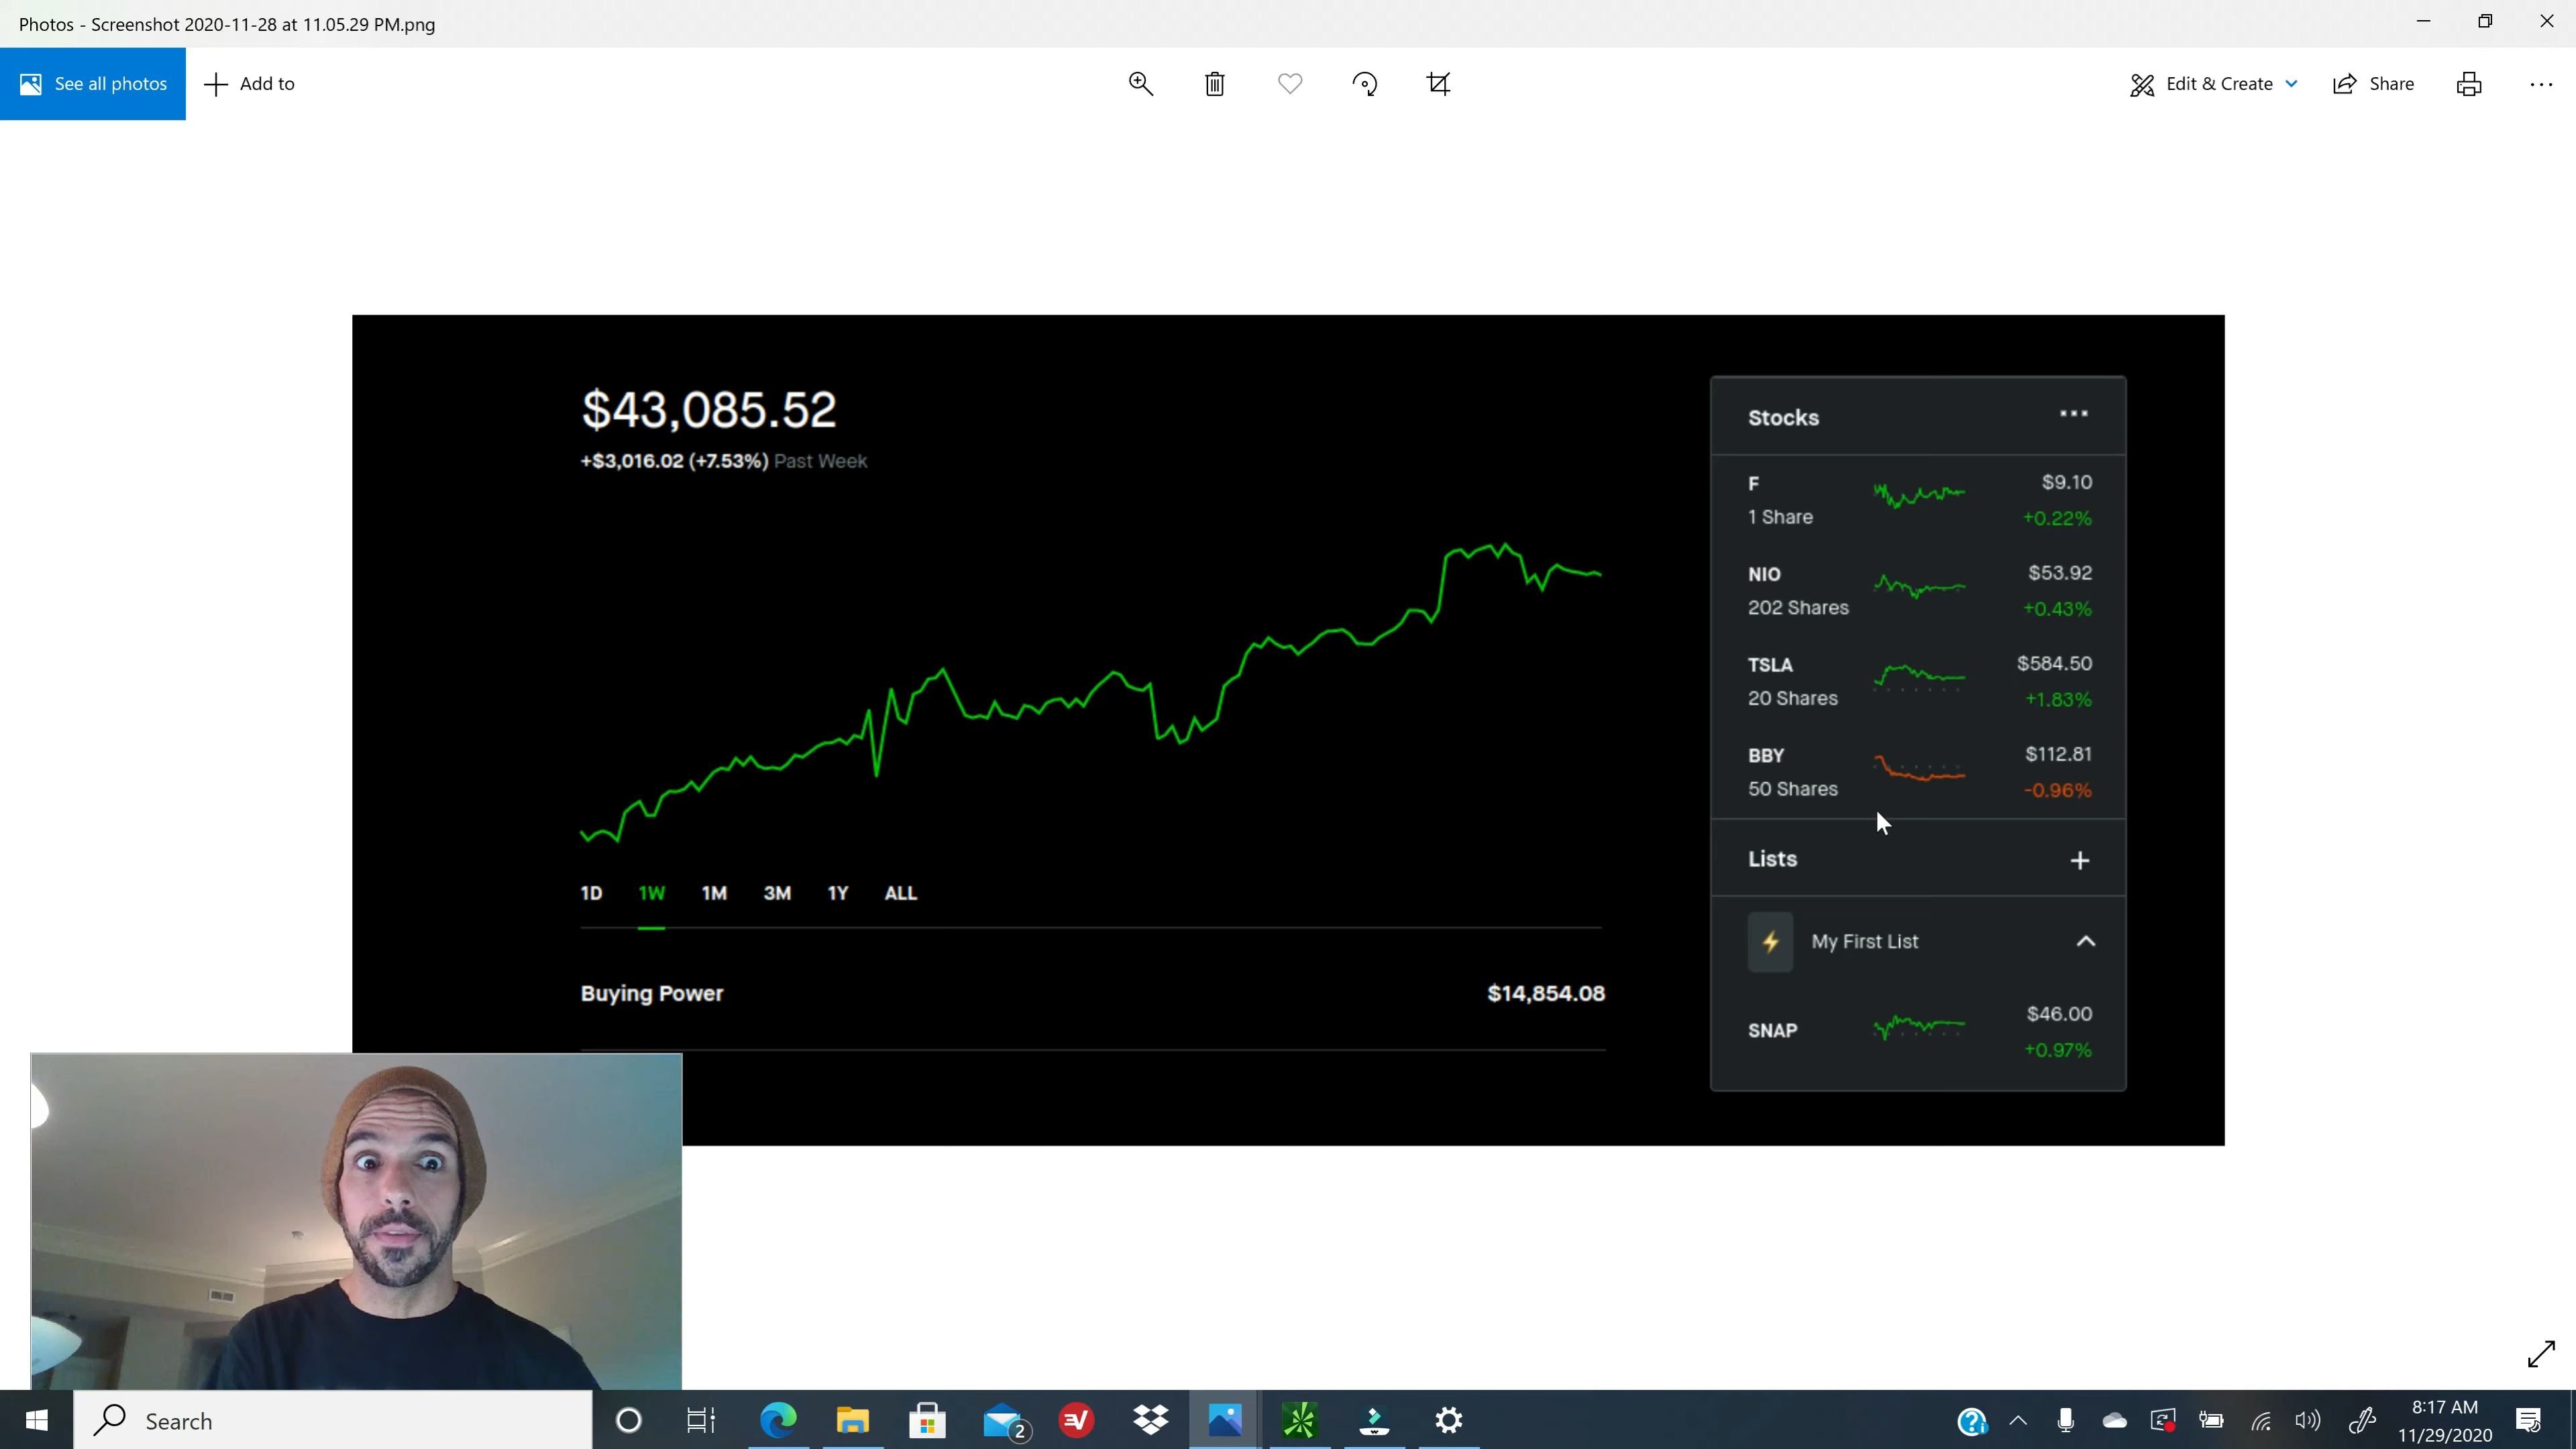 Photos - Screenshot 2020-11-28 at 11.05.29 PM.png
See all photos
Add to
Edit & Create
Share
$43,085.52
+$3,016.02 (+7.53%) Past Week
1D 1W 1M 3M 1Y ALL
Buying Power $14,854.08
Stocks
F $9.10
1 Share +0.22%
NIO $53.92
202 Shares +0.43%
TSLA $584.50
20 Shares +1.83%
BBY $112.81
50 Shares -0.96%
Lists +
My First List
SNAP $46.00
+0.97%
Search
2
8:17 AM
11/29/2020